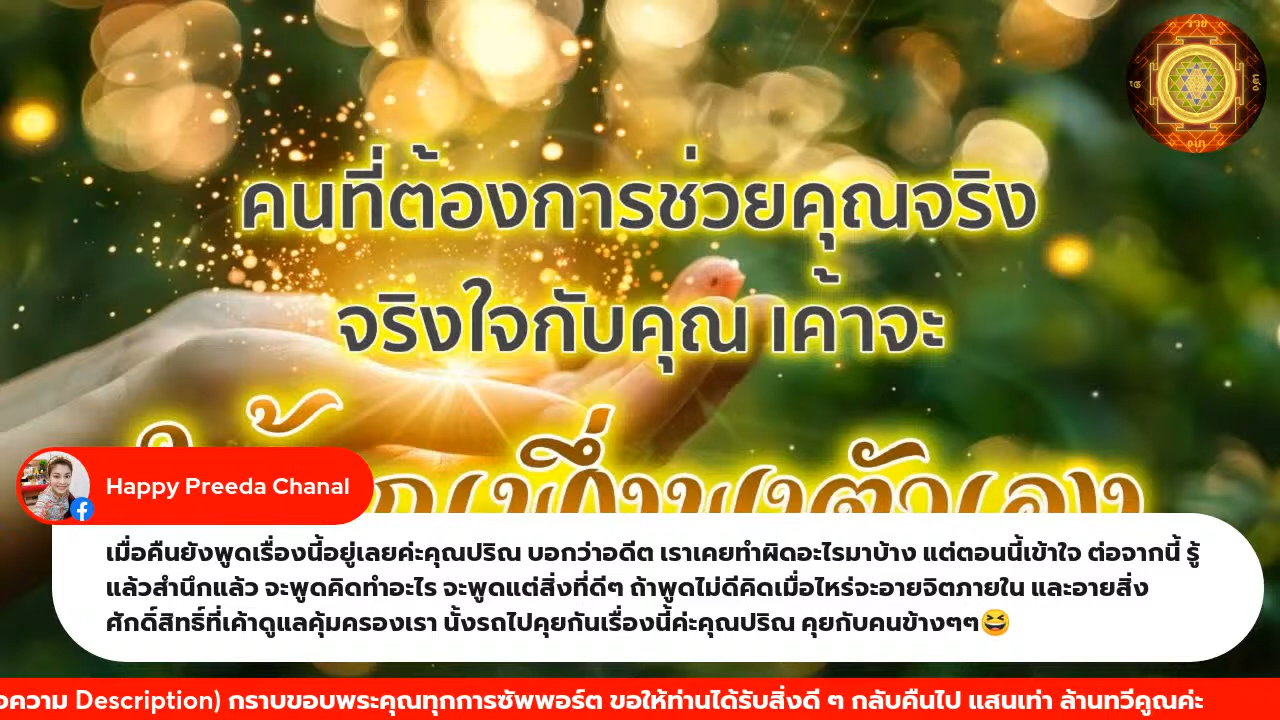 รวย
คนที่ต้องการช่วยคุณจริง
จริงใจกับคุณ เค้าจะ
Happy Preeda Chanal
เมื่อคืนยังพูดเรื่องนี้อยู่เลยค่ะคุณปริณ บอกว่าอดีต เราเคยทำผิดอะไรมาบ้าง แต่ตอนนี้เข้าใจ ต่อจากนี้ รู้
แล้วสำนึกแล้ว จะพูดคิดทำอะไร จะพูดแต่สิ่งที่ดีๆ ถ้าพูดไม่ดีคิดเมื่อไหร่จะอายจิตภายใน และอายสิ่ง
ศักดิ์สิทธิ์ที่เค้าดูแลคุ้มครองเรา นั้งรถไปคุยกันเรื่องนี้ค่ะคุณปริณ คุยกับคนข้างๆๆ😆
Description) กราบขอบพระคุณทุกการซัพพอร์ต ขอให้ท่านได้รับสิ่งดี ๆ กลับคืนไป แสนเท่า ล้านทวีคูณค่ะ